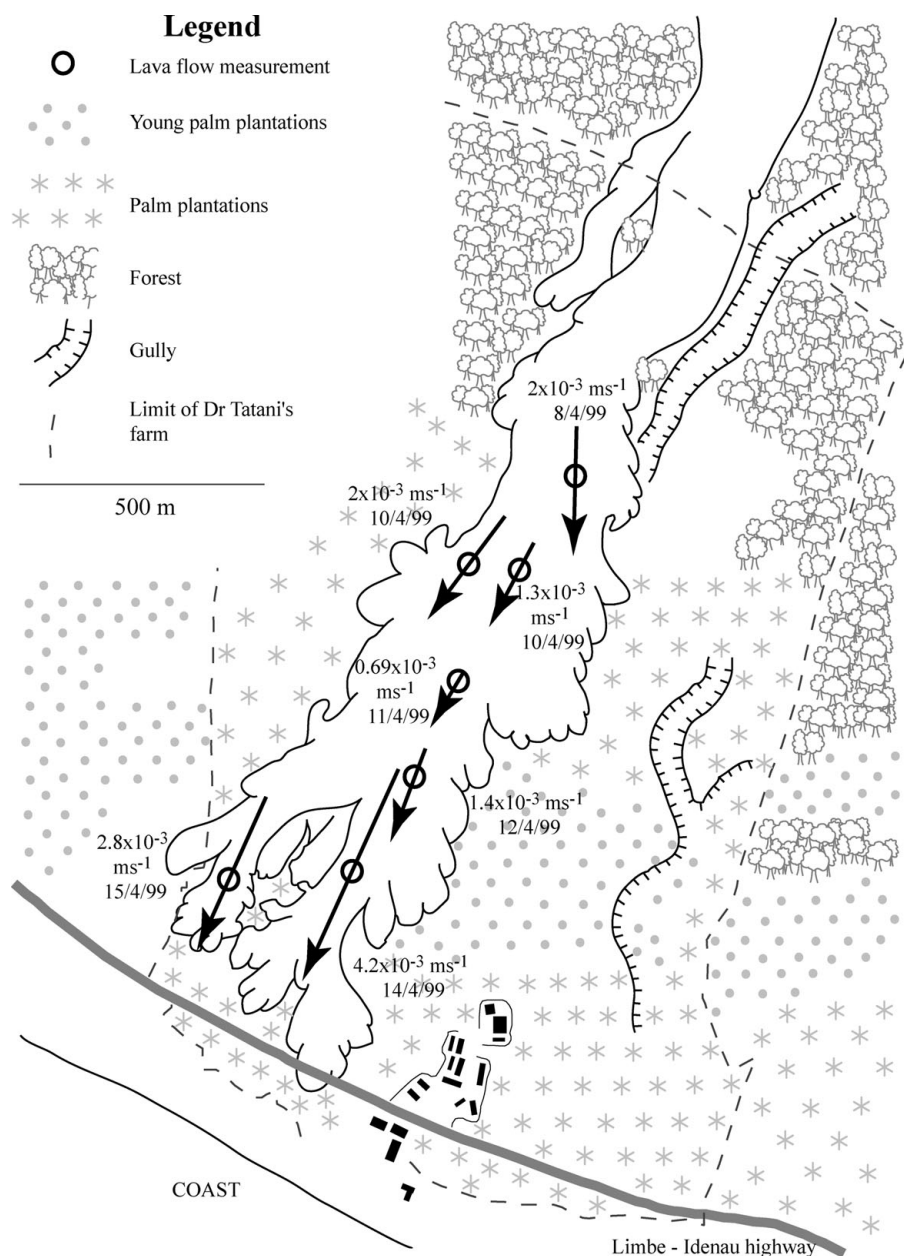 Legend
Lava flow measurement
Young palm plantations
Palm plantations
Forest
Gully
Limit of Dr Tatani's
farm
500 m
2x10⁻³ ms⁻¹
8/4/99
2x10⁻³ ms⁻¹
10/4/99
1.3x10⁻³
ms⁻¹
10/4/99
0.69x10⁻³
ms⁻¹
11/4/99
1.4x10⁻³ ms⁻¹
12/4/99
2.8x10⁻³
ms⁻¹
15/4/99
4.2x10⁻³ ms⁻¹
14/4/99
COAST
Limbe - Idenau highway